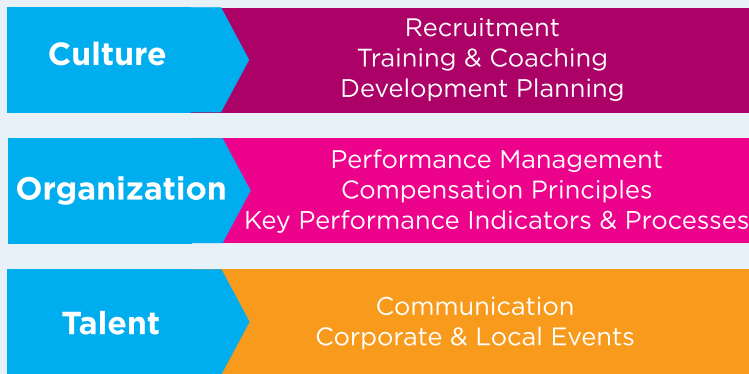 Culture
Recruitment
Training & Coaching
Development Planning
Organization
Performance Management
Compensation Principles
Key Performance Indicators & Processes
Talent
Communication
Corporate & Local Events